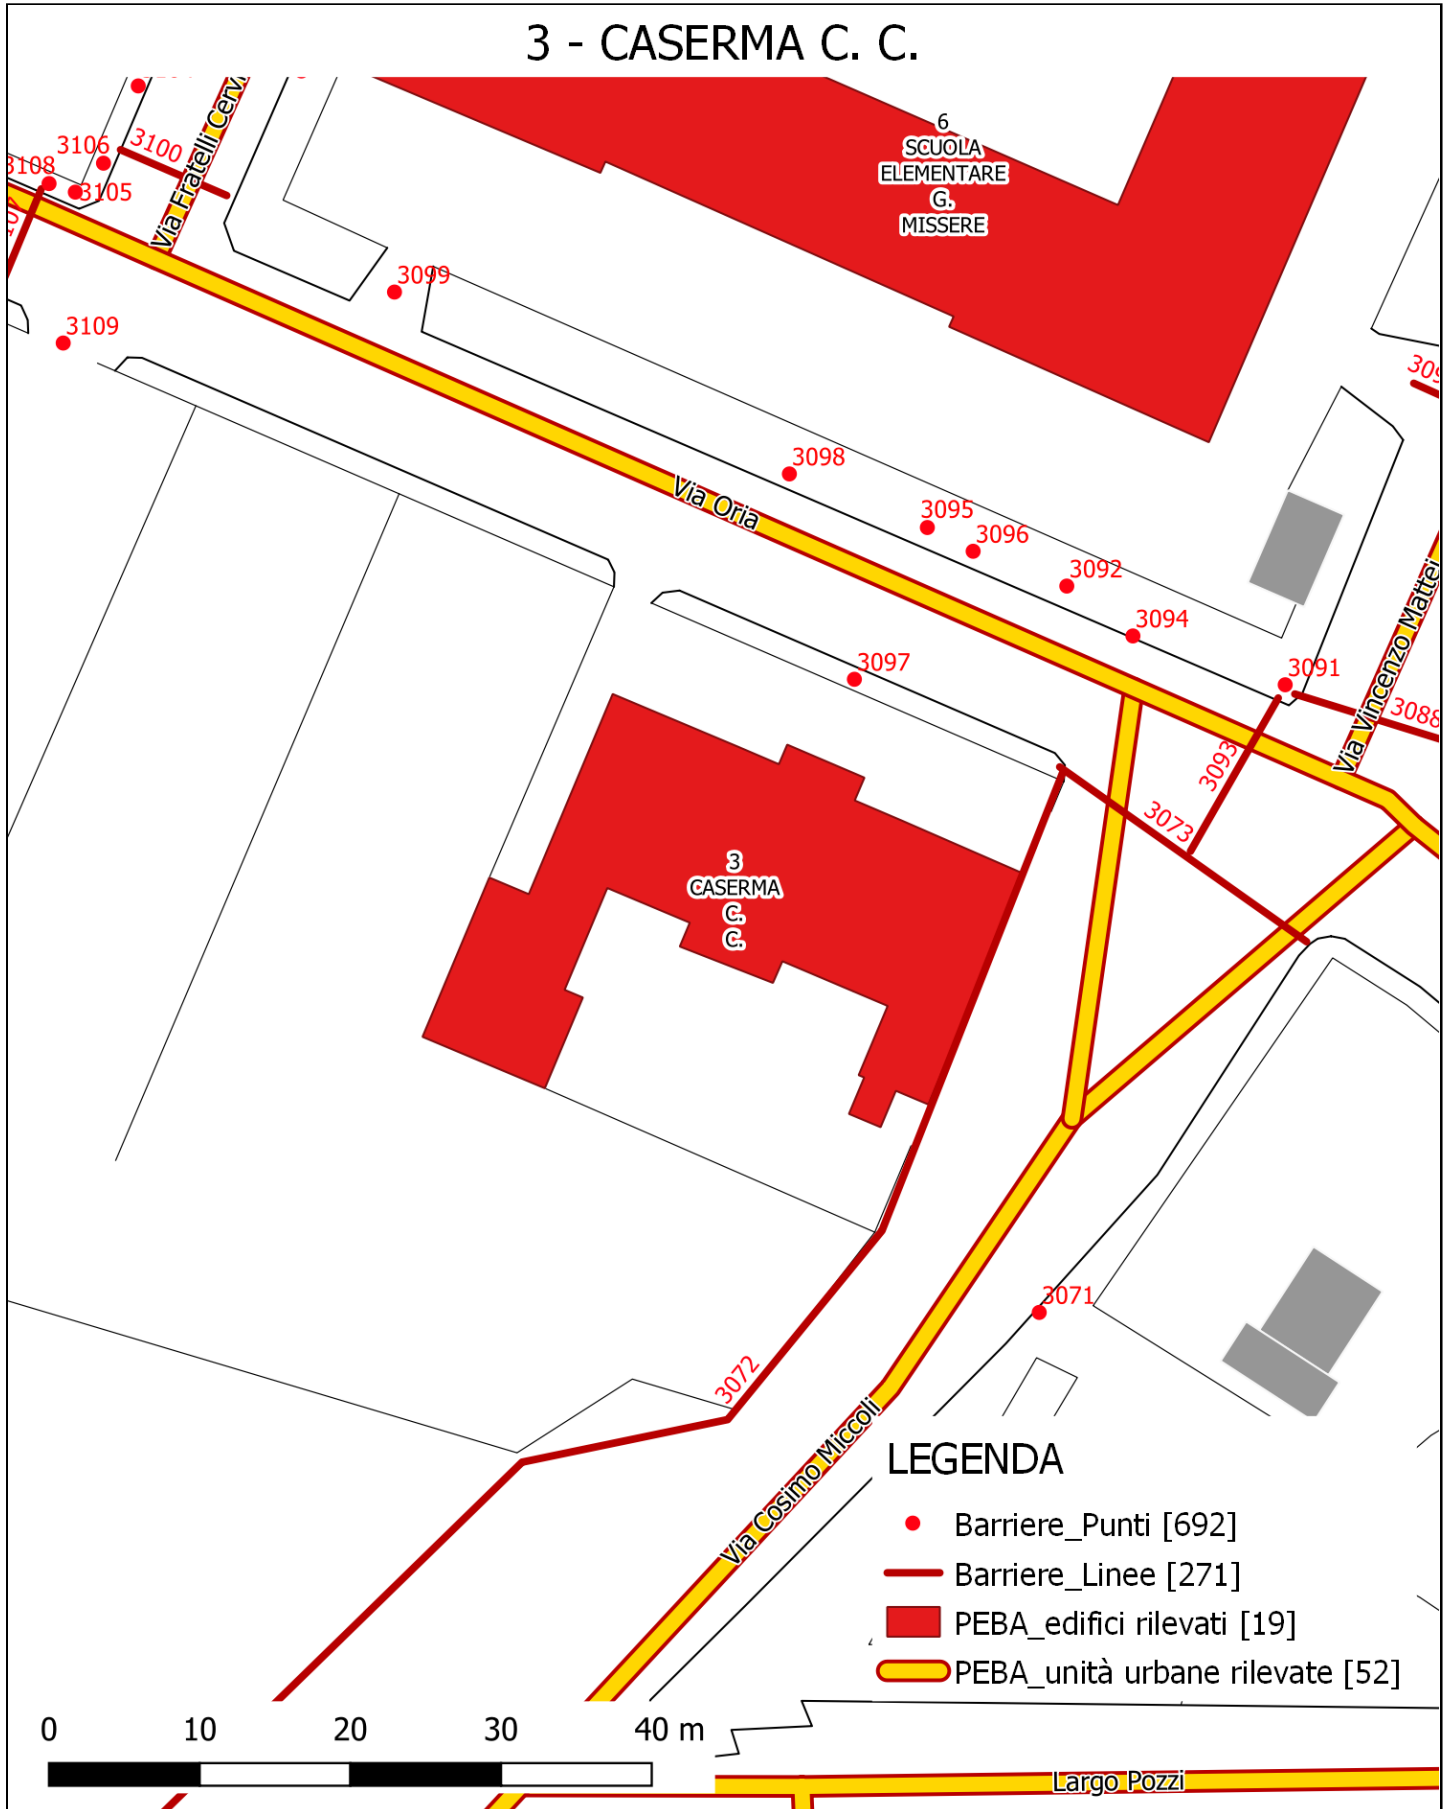 3 - CASERMA C. C.
6
SCUOLA
ELEMENTARE
G.
MISSERE
3106
3100
3108
3105
Via Fratelli Cervi
3099
3109
3098
Via Oria
3095
3096
3092
3094
3097
3091
3088
Via Vincenzo Mattei
3093
3073
3
CASERMA
C.
C.
3071
3072
Via Cosimo Miccoli
LEGENDA
Barriere_Punti [692]
Barriere_Linee [271]
PEBA_edifici rilevati [19]
PEBA_unità urbane rilevate [52]
0 10 20 30 40 m
Largo Pozzi